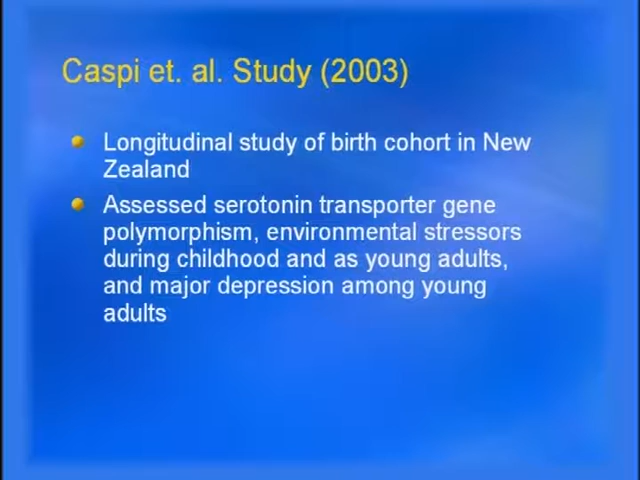 Caspi et. al. Study (2003)
Longitudinal study of birth cohort in New
Zealand
Assessed serotonin transporter gene
polymorphism, environmental stressors
during childhood and as young adults,
and major depression among young
adults